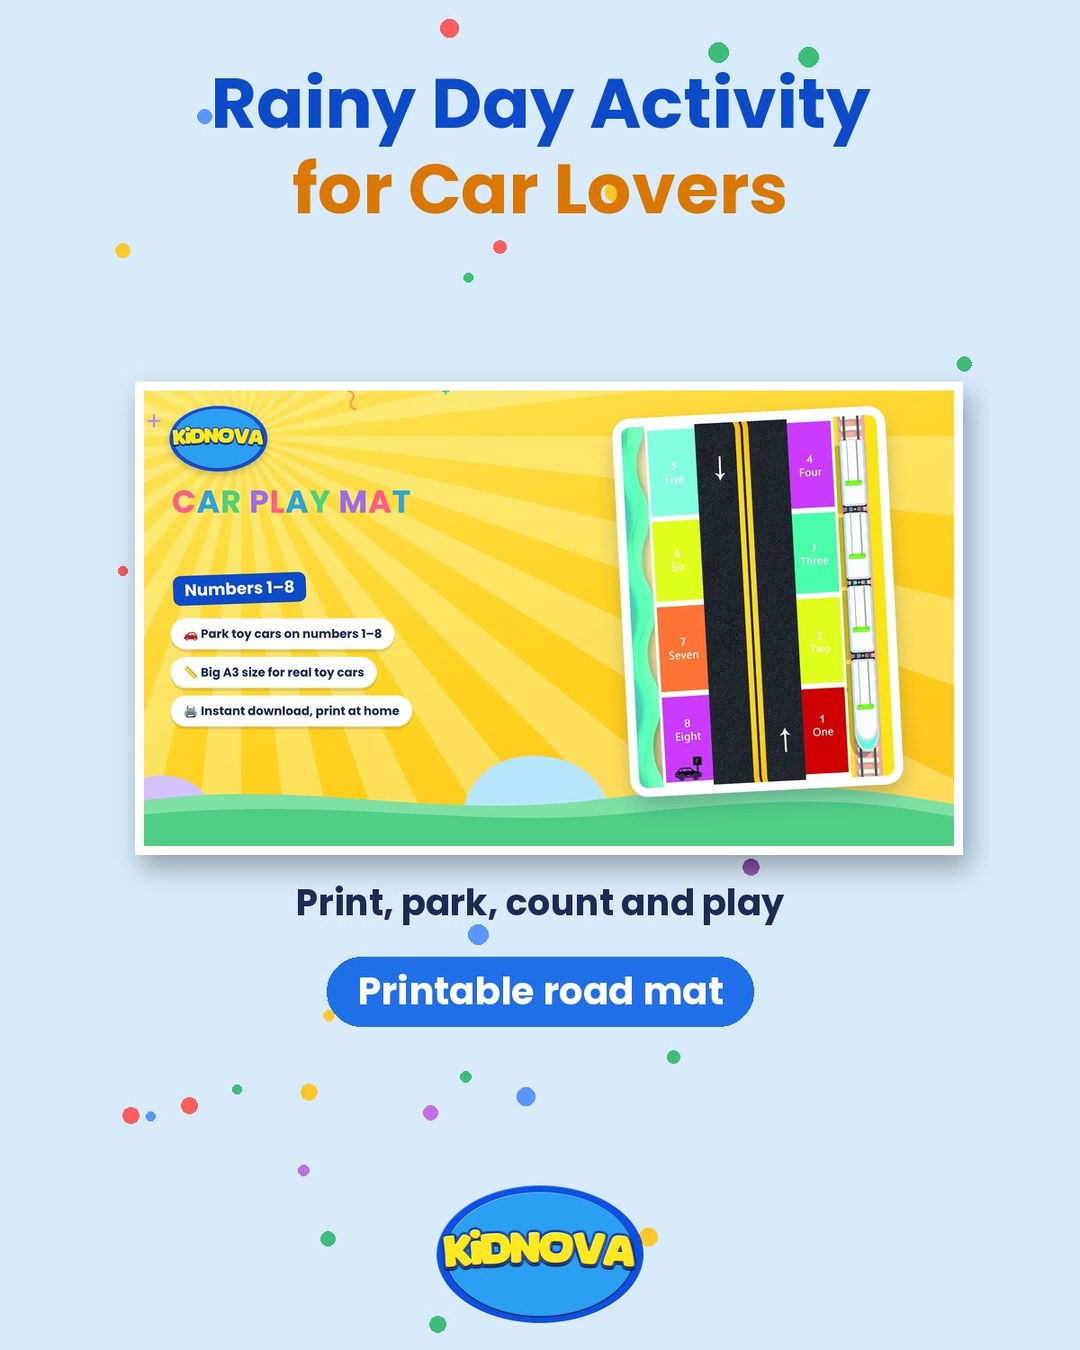 Rainy Day Activity
for Car Lovers
KiDNOVA
CAR PLAY MAT
Numbers 1–8
Park toy cars on numbers 1–8
Big A3 size for real toy cars
Instant download, print at home
5
Five
4
Four
6
Six
3
Three
7
Seven
2
Two
8
Eight
1
One
P
Print, park, count and play
Printable road mat
KiDNOVA